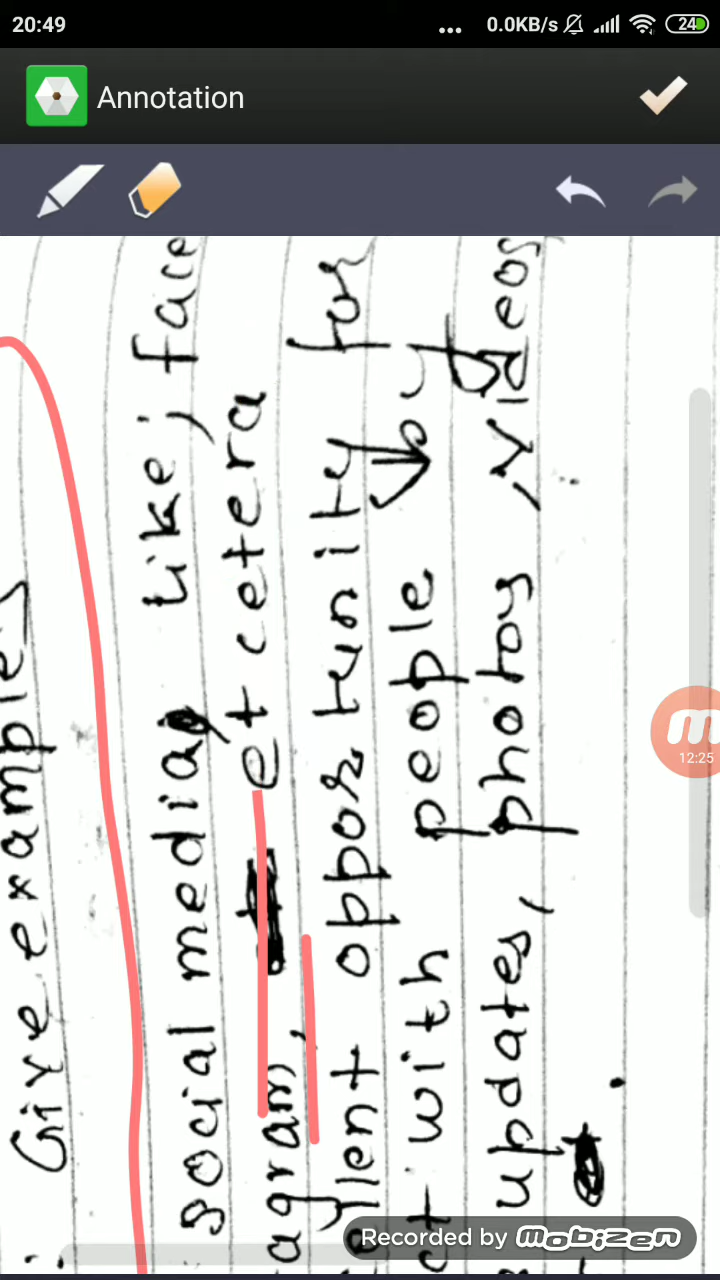 20:49 ... 0.0KB/s 24
Annotation
Give examples
social media like, face
agram, et cetera
llent opportunity for
with people by
updates, photos, videos
12:25
Recorded by mobizen